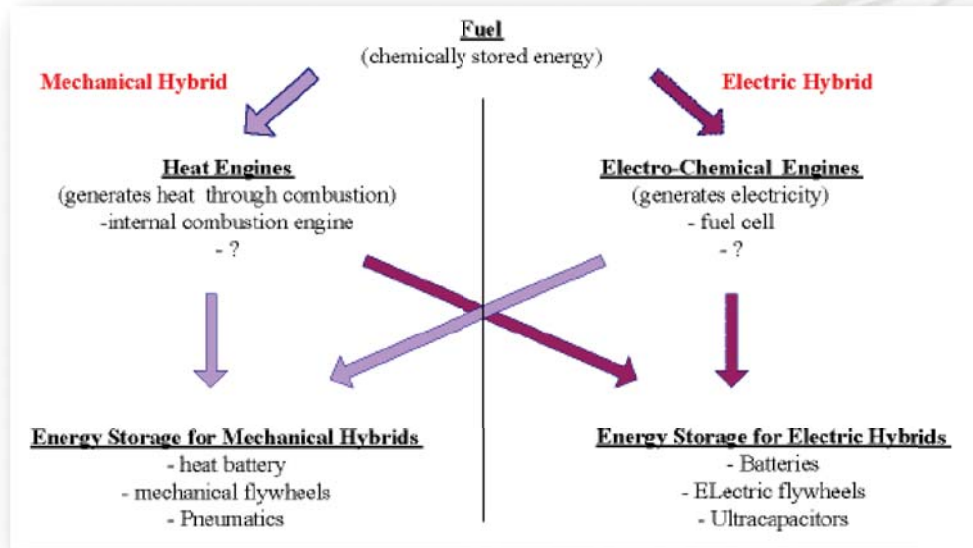 Fuel
(chemically stored energy)
Mechanical Hybrid
Electric Hybrid
Heat Engines
(generates heat through combustion)
-internal combustion engine
- ?
Electro-Chemical Engines
(generates electricity)
- fuel cell
- ?
Energy Storage for Mechanical Hybrids
- heat battery
- mechanical flywheels
- Pneumatics
Energy Storage for Electric Hybrids
- Batteries
- ELectric flywheels
- Ultracapacitors